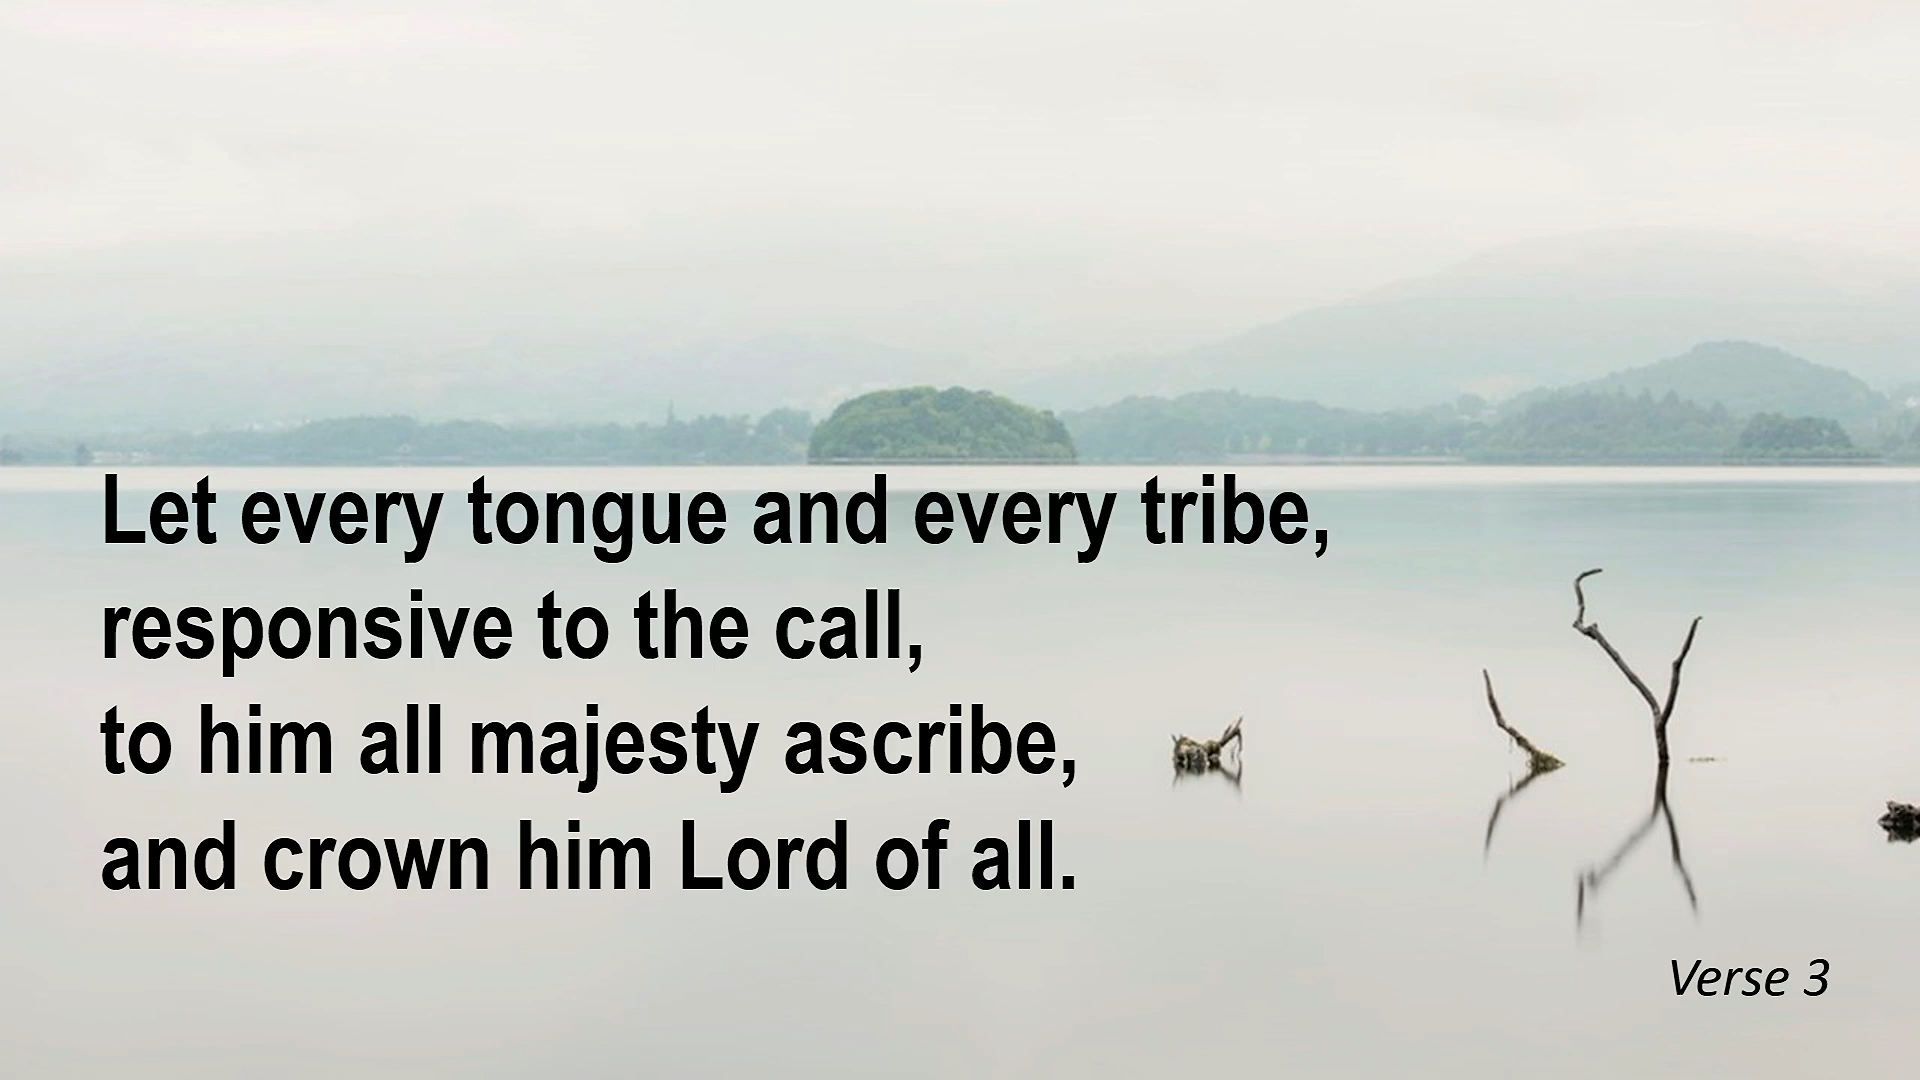 Let every tongue and every tribe,
responsive to the call,
to him all majesty ascribe,
and crown him Lord of all.
Verse 3